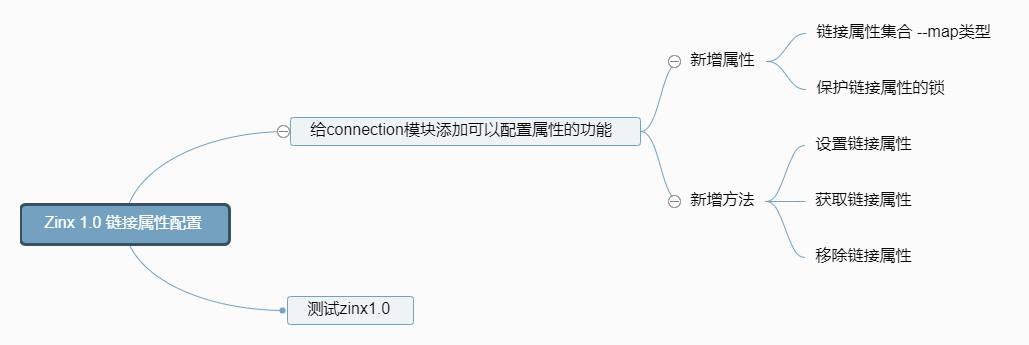 Zinx 1.0 链接属性配置
给connection模块添加可以配置属性的功能
新增属性
链接属性集合 --map类型
保护链接属性的锁
新增方法
设置链接属性
获取链接属性
移除链接属性
测试zinx1.0